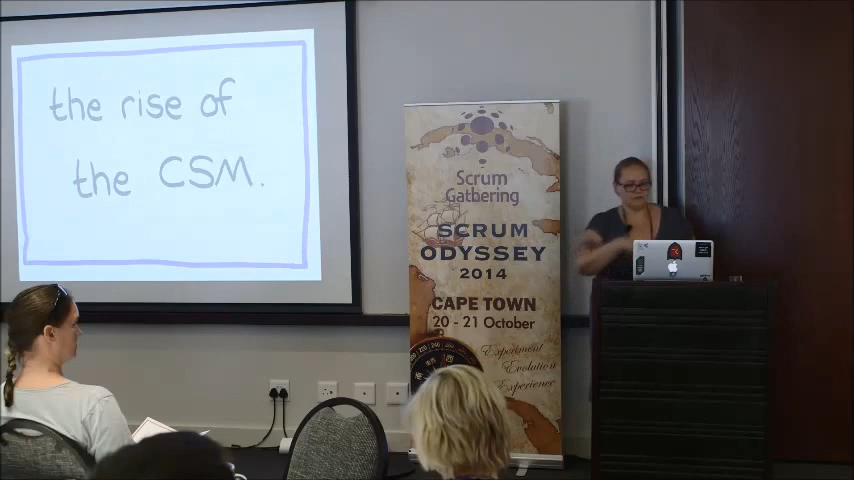 the rise of
the CSM.
Scrum
Gathering
SCRUM
ODYSSEY
2014
CAPE TOWN
20 - 21 October
Experiment
Evolution
Experience